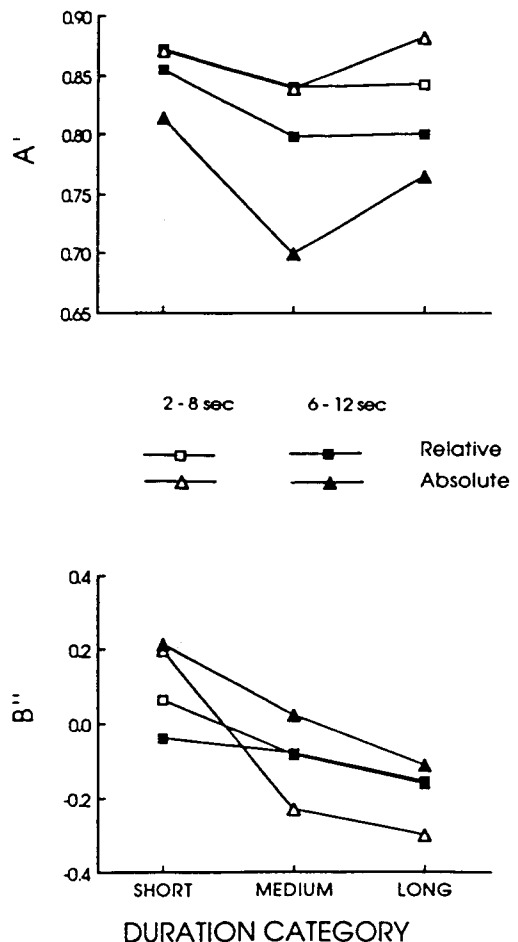 A'
0.90
0.85
0.80
0.75
0.70
0.65
2 - 8 sec 6 - 12 sec
Relative
Absolute
B''
0.4
0.2
0.0
-0.2
-0.4
SHORT MEDIUM LONG
DURATION CATEGORY